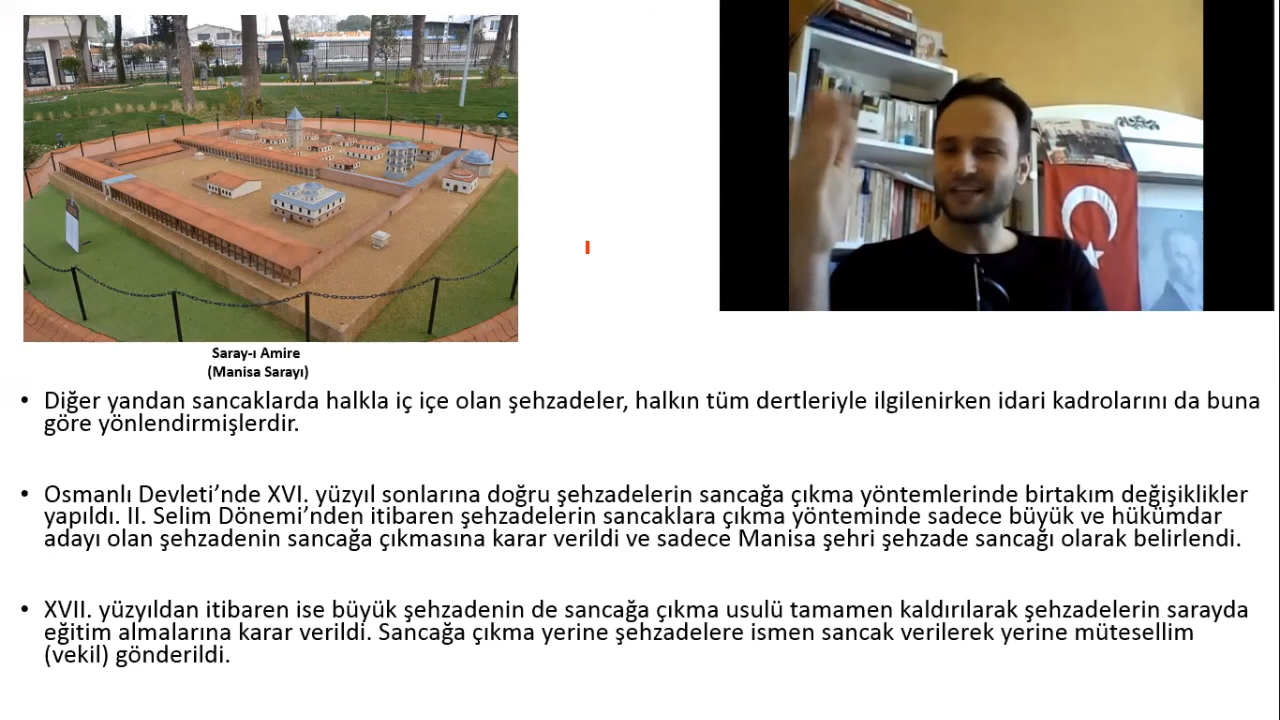 Saray-ı Amire
(Manisa Sarayı)
• Diğer yandan sancaklarda halkla iç içe olan şehzadeler, halkın tüm dertleriyle ilgilenirken idari kadrolarını da buna
göre yönlendirmişlerdir.
• Osmanlı Devleti’nde XVI. yüzyıl sonlarına doğru şehzadelerin sancağa çıkma yöntemlerinde birtakım değişiklikler
yapıldı. II. Selim Dönemi’nden itibaren şehzadelerin sancaklara çıkma yönteminde sadece büyük ve hükümdar
adayı olan şehzadenin sancağa çıkmasına karar verildi ve sadece Manisa şehri şehzade sancağı olarak belirlendi.
• XVII. yüzyıldan itibaren ise büyük şehzadenin de sancağa çıkma usulü tamamen kaldırılarak şehzadelerin sarayda
eğitim almalarına karar verildi. Sancağa çıkma yerine şehzadelere ismen sancak verilerek yerine mütesellim
(vekil) gönderildi.